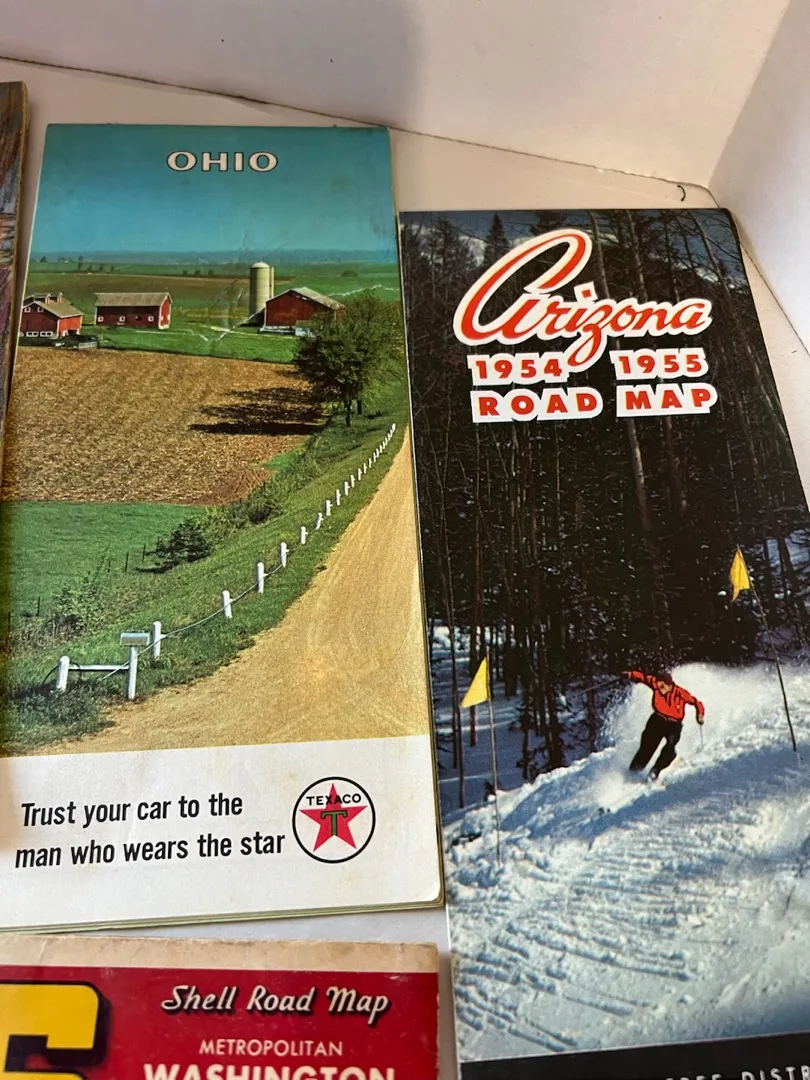 OHIO
Trust your car to the
man who wears the star
TEXACO
T
Arizona
1954 1955
ROAD MAP
Shell Road Map
METROPOLITAN
WASHINGTON